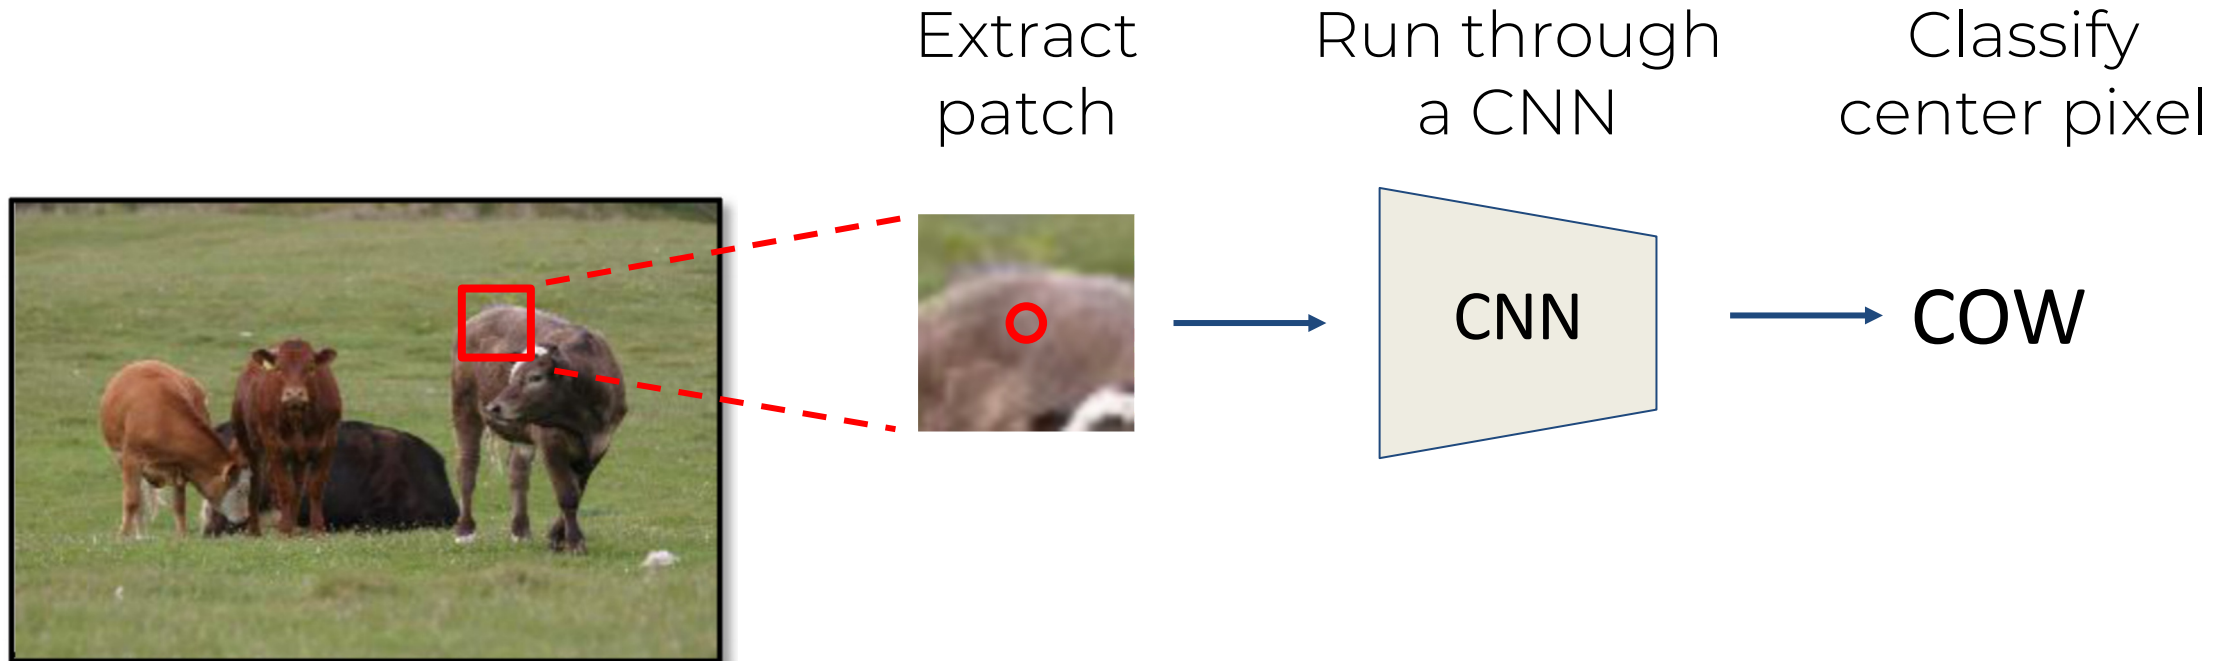 Extract
patch
Run through
a CNN
Classify
center pixel
CNN
COW